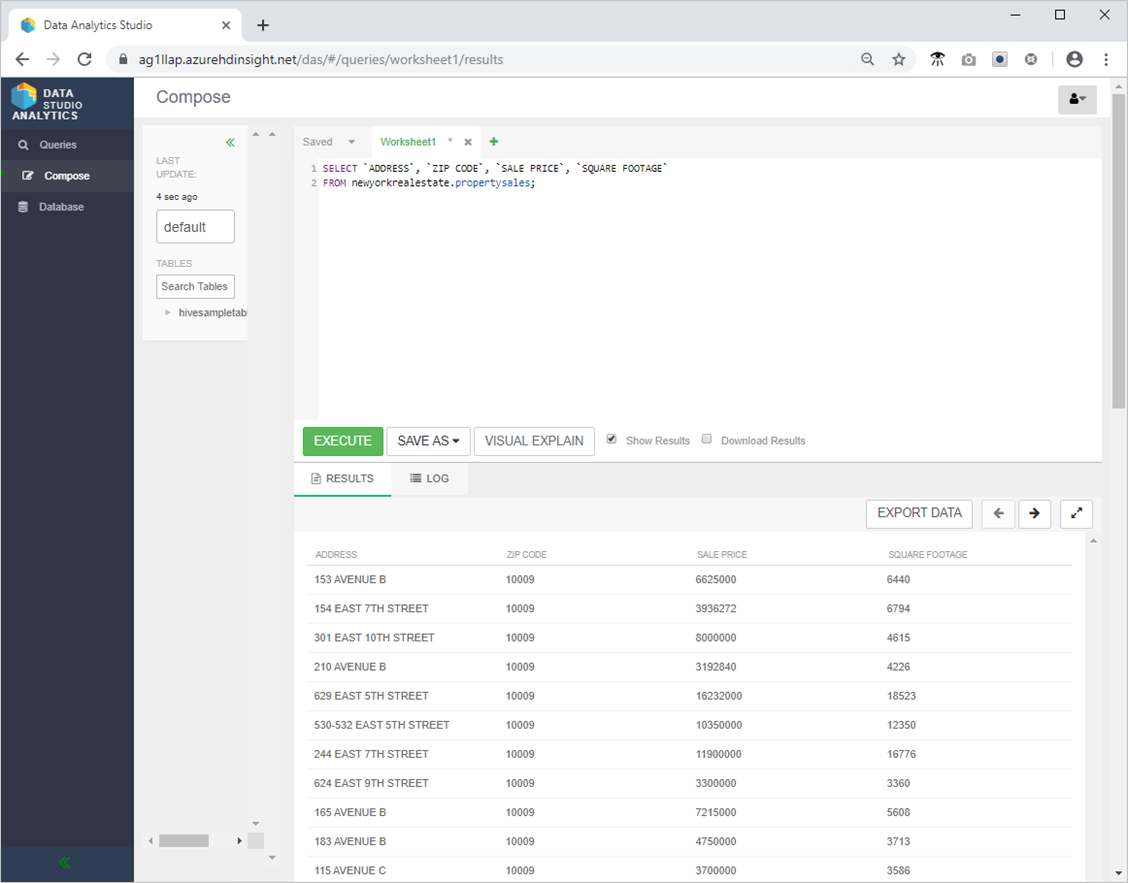 Data Analytics Studio
ag1llap.azurehdinsight.net/das/#/queries/worksheet1/results
DATA
STUDIO
ANALYTICS
Queries
Compose
Database
Compose
LAST
UPDATE:
4 sec ago
default
TABLES
Search Tables
hivesampletabl
Saved
Worksheet1 *
1 SELECT `ADDRESS`, `ZIP CODE`, `SALE PRICE`, `SQUARE FOOTAGE`
2 FROM newyorkrealestate.propertysales;
EXECUTE SAVE AS VISUAL EXPLAIN Show Results Download Results
RESULTS LOG
EXPORT DATA
ADDRESS ZIP CODE SALE PRICE SQUARE FOOTAGE
153 AVENUE B 10009 6625000 6440
154 EAST 7TH STREET 10009 3936272 6794
301 EAST 10TH STREET 10009 8000000 4615
210 AVENUE B 10009 3192840 4226
629 EAST 5TH STREET 10009 16232000 18523
530-532 EAST 5TH STREET 10009 10350000 12350
244 EAST 7TH STREET 10009 11900000 16776
624 EAST 9TH STREET 10009 3300000 3360
165 AVENUE B 10009 7215000 5608
183 AVENUE B 10009 4750000 3713
115 AVENUE C 10009 3700000 3586